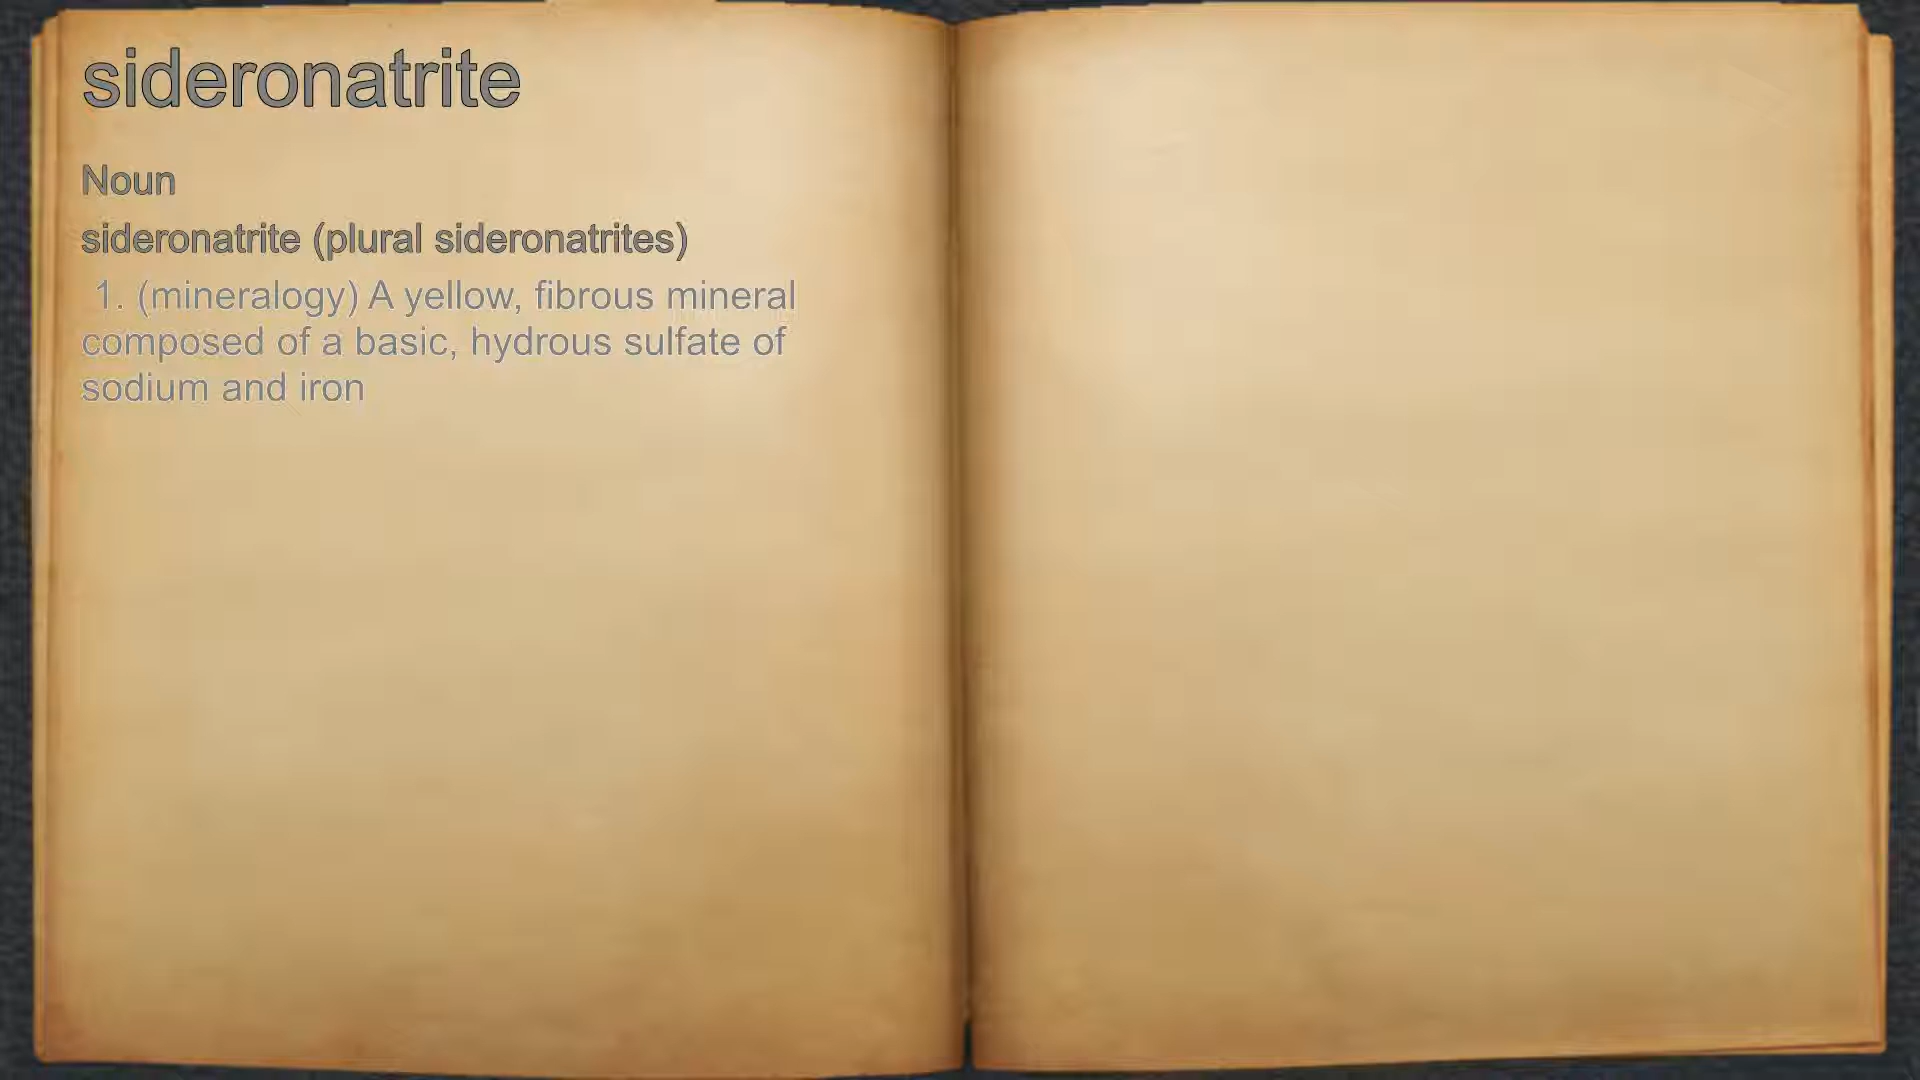 sideronatrite
Noun
sideronatrite (plural sideronatrites)
1. (mineralogy) A yellow, fibrous mineral
composed of a basic, hydrous sulfate of
sodium and iron